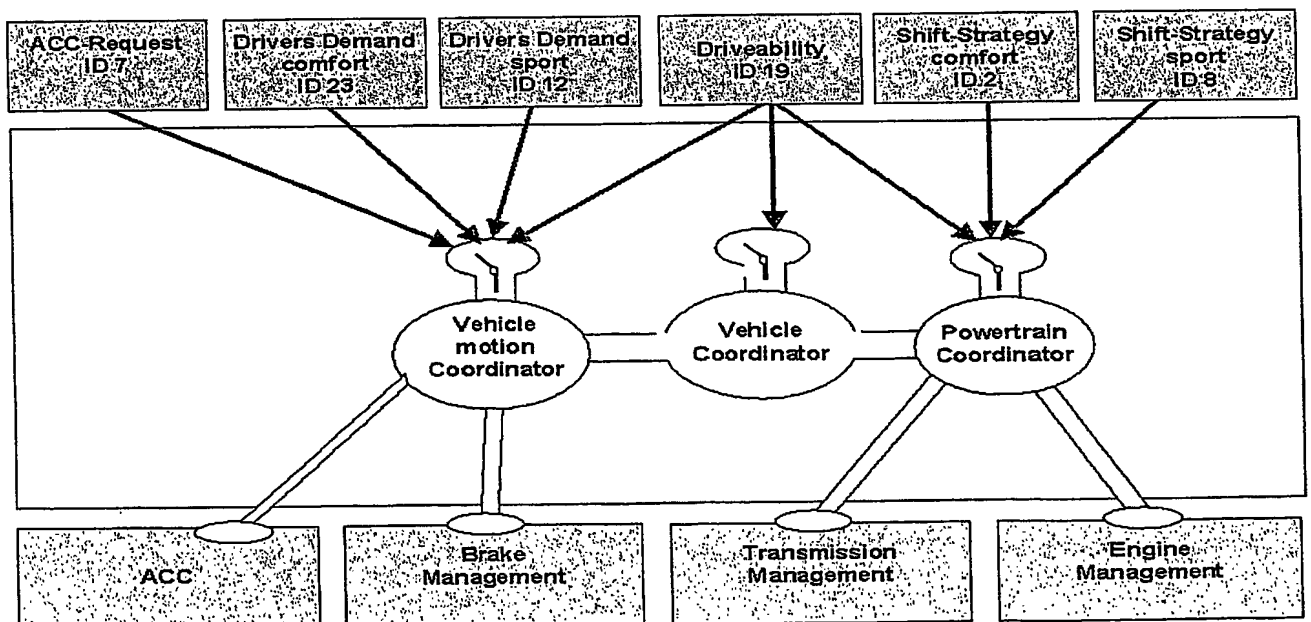 ACC-Request
ID 7
Drivers Demand
comfort
ID 23
Drivers Demand
sport
ID 12
Driveability
ID 19
Shift-Strategy
comfort
ID 2
Shift-Strategy
sport
ID 8
Vehicle
motion
Coordinator
Vehicle
Coordinator
Powertrain
Coordinator
ACC
Brake
Management
Transmission
Management
Engine
Management